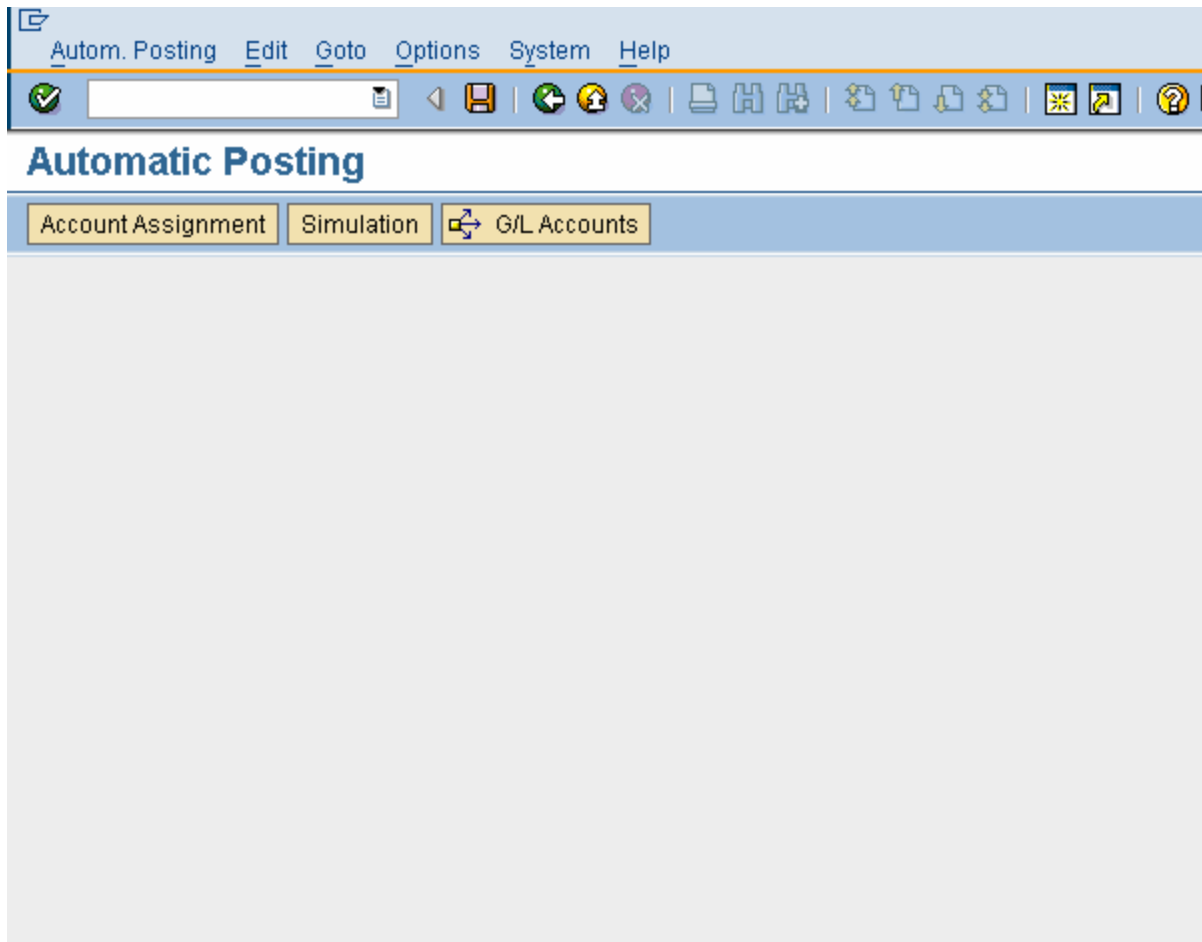 Autom. Posting Edit Goto Options System Help
Automatic Posting
Account Assignment Simulation G/L Accounts